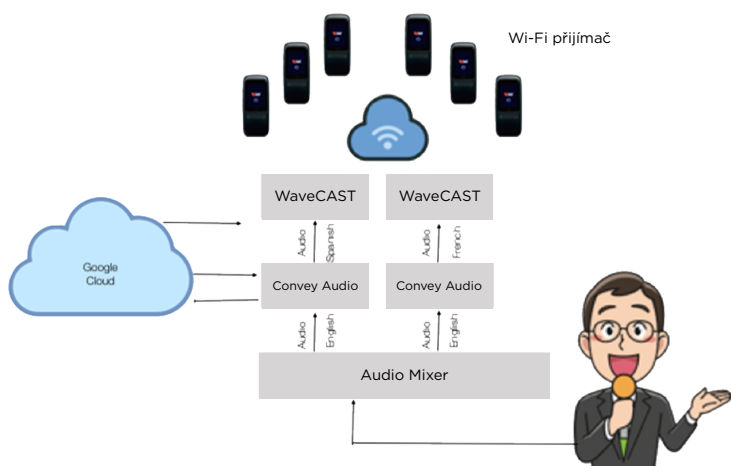 Wi-Fi přijímač
WaveCAST
WaveCAST
Audio
Spanish
Audio
French
Google
Cloud
Convey Audio
Convey Audio
Audio
English
Audio
English
Audio Mixer